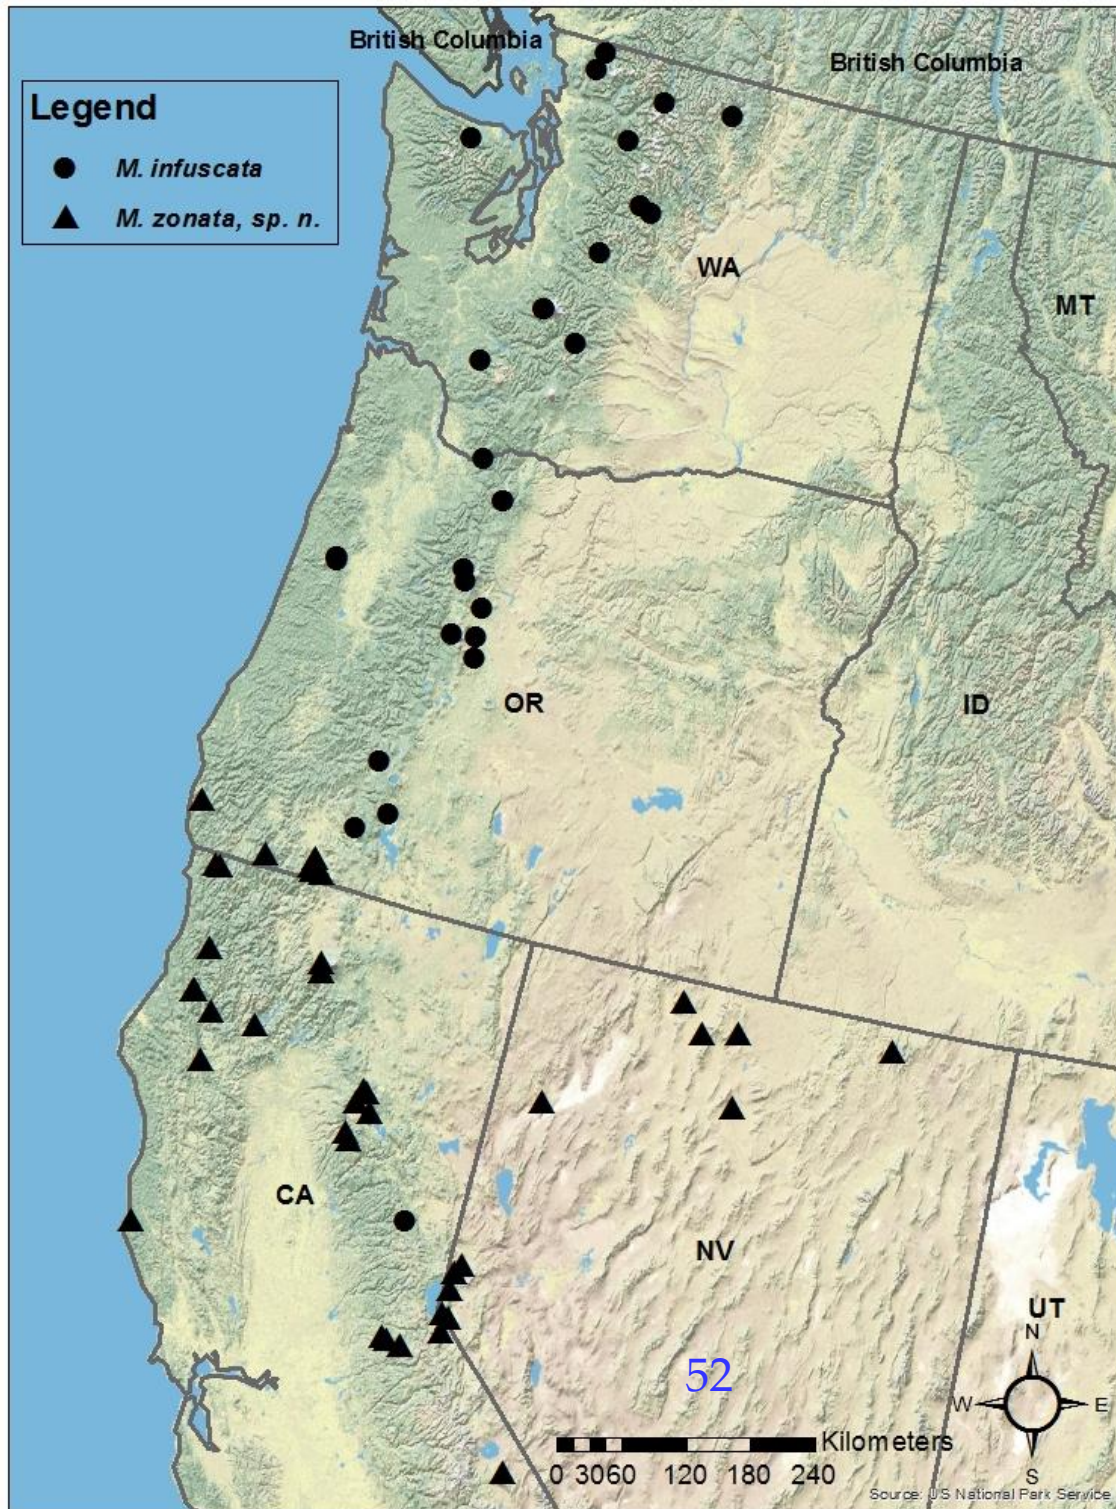 British Columbia
British Columbia
Legend
M. infuscata
M. zonata, sp. n.
WA
MT
OR
ID
CA
NV
UT
N
52
W E
Kilometers
0 30 60 120 180 240
S
Source: US National Park Service